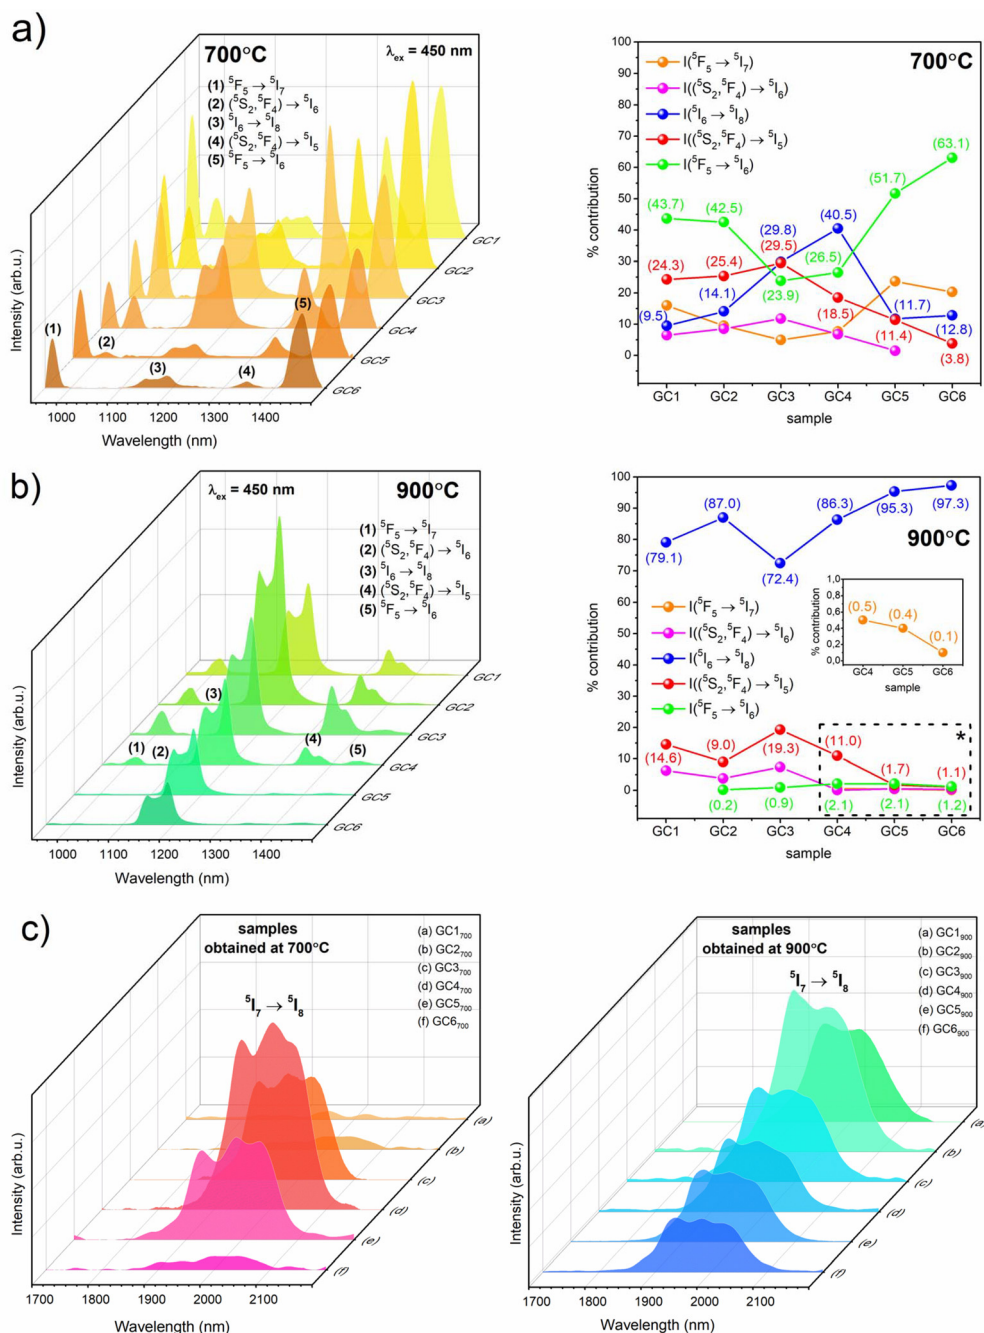 a)
700°C
λex = 450 nm
(1) ⁵F₅ → ⁵I₇
(2) (⁵S₂,⁵F₄) → ⁵I₆
(3) ⁵I₆ → ⁵I₈
(4) (⁵S₂,⁵F₄) → ⁵I₅
(5) ⁵F₅ → ⁵I₆
Intensity (arb.u.)
(1)
(2)
(3)
(4)
(5)
GC1
GC2
GC3
GC4
GC5
GC6
1000 1100 1200 1300 1400
Wavelength (nm)
700°C
I(⁵F₅ → ⁵I₇)
I((⁵S₂,⁵F₄) → ⁵I₆)
I(⁵I₆ → ⁵I₈)
I((⁵S₂,⁵F₄) → ⁵I₅)
I(⁵F₅ → ⁵I₆)
% contribution
100
90
80
70
60
50
40
30
20
10
0
(43.7) (42.5) (23.9) (26.5) (51.7) (63.1)
(24.3) (25.4) (29.5) (18.5) (11.4) (3.8)
(9.5) (14.1) (29.8) (40.5) (11.7) (12.8)
GC1 GC2 GC3 GC4 GC5 GC6
sample
b)
λex = 450 nm
900°C
(1) ⁵F₅ → ⁵I₇
(2) (⁵S₂,⁵F₄) → ⁵I₆
(3) ⁵I₆ → ⁵I₈
(4) (⁵S₂,⁵F₄) → ⁵I₅
(5) ⁵F₅ → ⁵I₆
Intensity (arb.u.)
(1)
(2)
(3)
(4)
(5)
GC1
GC2
GC3
GC4
GC5
GC6
1000 1100 1200 1300 1400
Wavelength (nm)
900°C
% contribution
100
90
80
70
60
50
40
30
20
10
0
(79.1) (87.0) (72.4) (86.3) (95.3) (97.3)
I(⁵F₅ → ⁵I₇)
I((⁵S₂,⁵F₄) → ⁵I₆)
I(⁵I₆ → ⁵I₈)
I((⁵S₂,⁵F₄) → ⁵I₅)
I(⁵F₅ → ⁵I₆)
% contribution
1,0
0,8
0,6
0,4
0,2
0,0
(0.5) (0.4) (0.1)
GC4 GC5 GC6
sample
*
(14.6) (9.0) (19.3) (11.0) (1.7) (1.1)
(0.2) (0.9) (2.1) (2.1) (1.2)
GC1 GC2 GC3 GC4 GC5 GC6
sample
c)
samples
obtained at 700°C
(a) GC1₇₀₀
(b) GC2₇₀₀
(c) GC3₇₀₀
(d) GC4₇₀₀
(e) GC5₇₀₀
(f) GC6₇₀₀
⁵I₇ → ⁵I₈
Intensity (arb.u.)
(a)
(b)
(c)
(d)
(e)
(f)
1700 1800 1900 2000 2100
Wavelength (nm)
samples
obtained at 900°C
(a) GC1₉₀₀
(b) GC2₉₀₀
(c) GC3₉₀₀
(d) GC4₉₀₀
(e) GC5₉₀₀
(f) GC6₉₀₀
⁵I₇ → ⁵I₈
Intensity (arb.u.)
(a)
(b)
(c)
(d)
(e)
(f)
1700 1800 1900 2000 2100
Wavelength (nm)